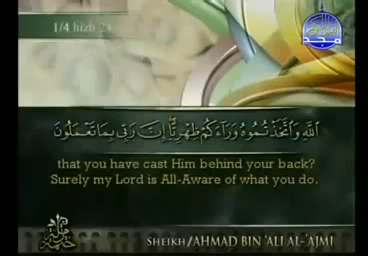 1/4 hizb 24
المجد
ٱللَّهِ وَٱتَّخَذْتُمُوهُ وَرَآءَكُمْ ظِهْرِيًّا ۖ إِنَّ رَبِّى بِمَا تَعْمَلُونَ
that you have cast Him behind your back?
Surely my Lord is All-Aware of what you do.
SHEIKH/AHMAD BIN 'ALI AL-'AJMI